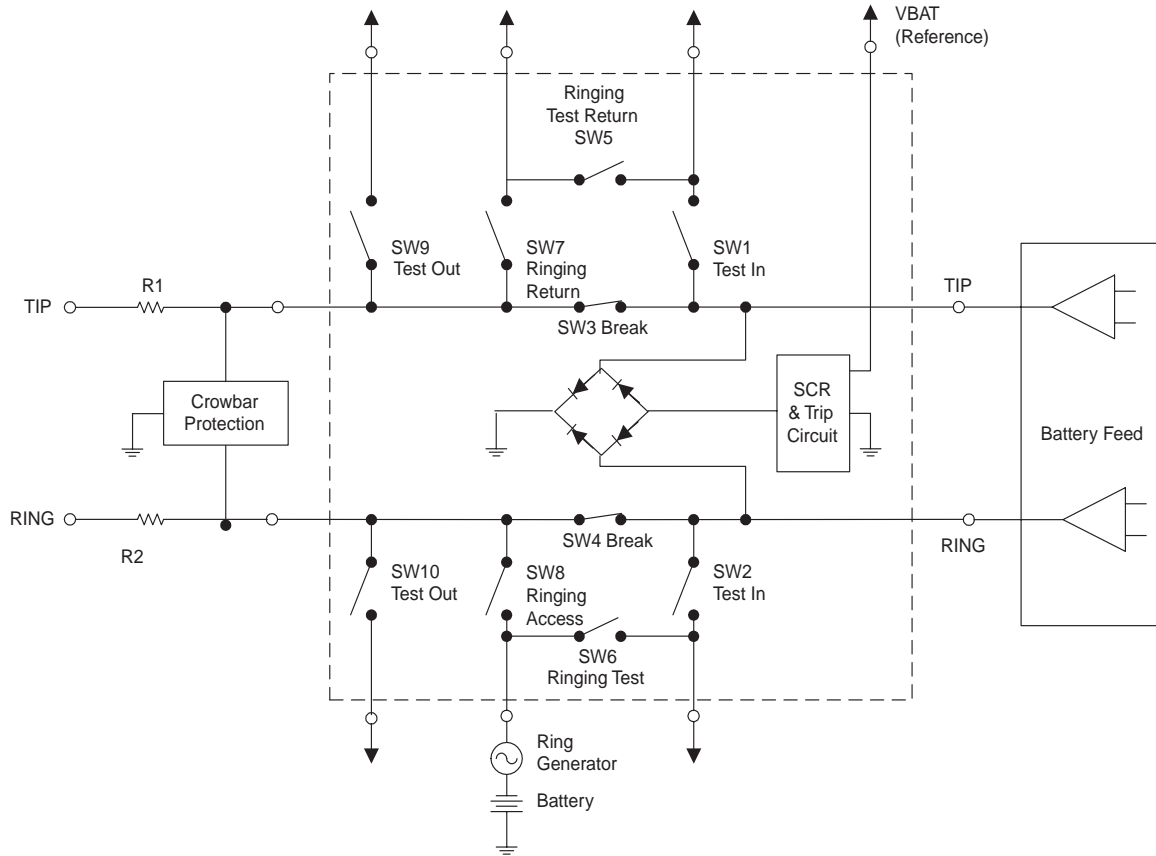 VBAT
(Reference)
Ringing
Test Return
SW5
SW9
Test Out
SW7
Ringing
Return
SW1
Test In
R1
TIP
TIP
SW3 Break
Crowbar
Protection
SCR
& Trip
Circuit
Battery Feed
RING
R2
SW4 Break
RING
SW10
Test Out
SW8
Ringing
Access
SW2
Test In
SW6
Ringing Test
Ring
Generator
Battery